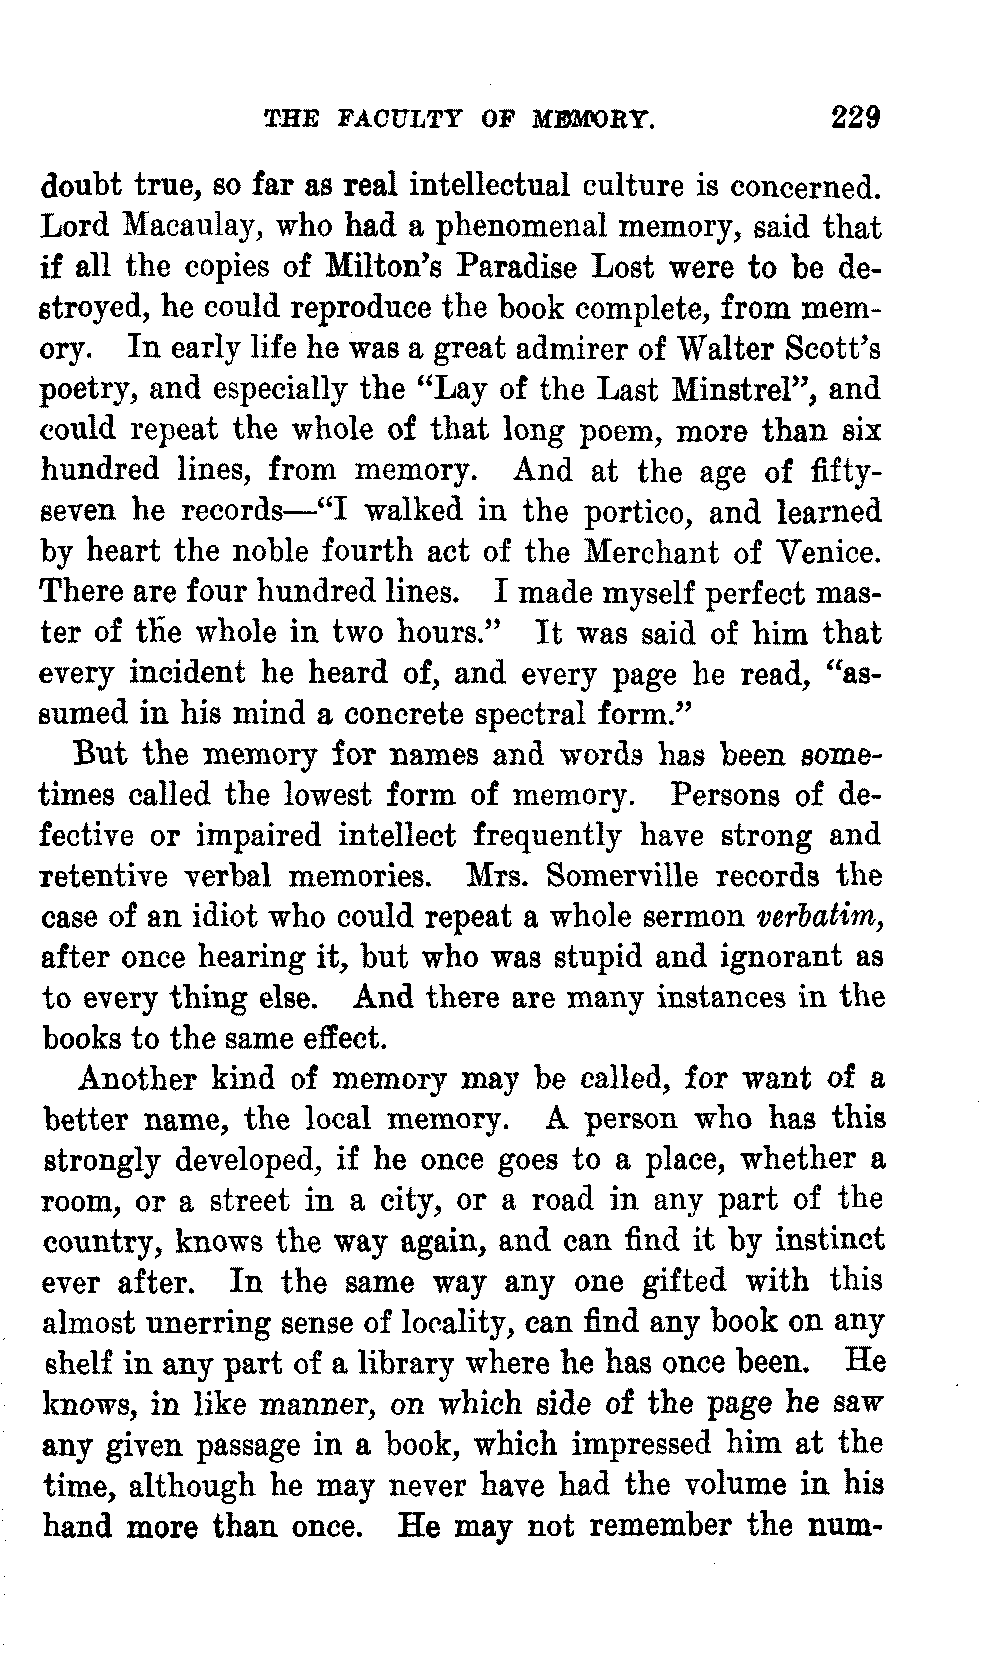 THE FACULTY OF MEMORY. 229
doubt true, so far as real intellectual culture is concerned.
Lord Macaulay, who had a phenomenal memory, said that
if all the copies of Milton's Paradise Lost were to be de-
stroyed, he could reproduce the book complete, from mem-
ory. In early life he was a great admirer of Walter Scott's
poetry, and especially the "Lay of the Last Minstrel", and
could repeat the whole of that long poem, more than six
hundred lines, from memory. And at the age of fifty-
seven he records—"I walked in the portico, and learned
by heart the noble fourth act of the Merchant of Venice.
There are four hundred lines. I made myself perfect mas-
ter of the whole in two hours." It was said of him that
every incident he heard of, and every page he read, "as-
sumed in his mind a concrete spectral form."
But the memory for names and words has been some-
times called the lowest form of memory. Persons of de-
fective or impaired intellect frequently have strong and
retentive verbal memories. Mrs. Somerville records the
case of an idiot who could repeat a whole sermon verbatim,
after once hearing it, but who was stupid and ignorant as
to every thing else. And there are many instances in the
books to the same effect.
Another kind of memory may be called, for want of a
better name, the local memory. A person who has this
strongly developed, if he once goes to a place, whether a
room, or a street in a city, or a road in any part of the
country, knows the way again, and can find it by instinct
ever after. In the same way any one gifted with this
almost unerring sense of locality, can find any book on any
shelf in any part of a library where he has once been. He
knows, in like manner, on which side of the page he saw
any given passage in a book, which impressed him at the
time, although he may never have had the volume in his
hand more than once. He may not remember the num-